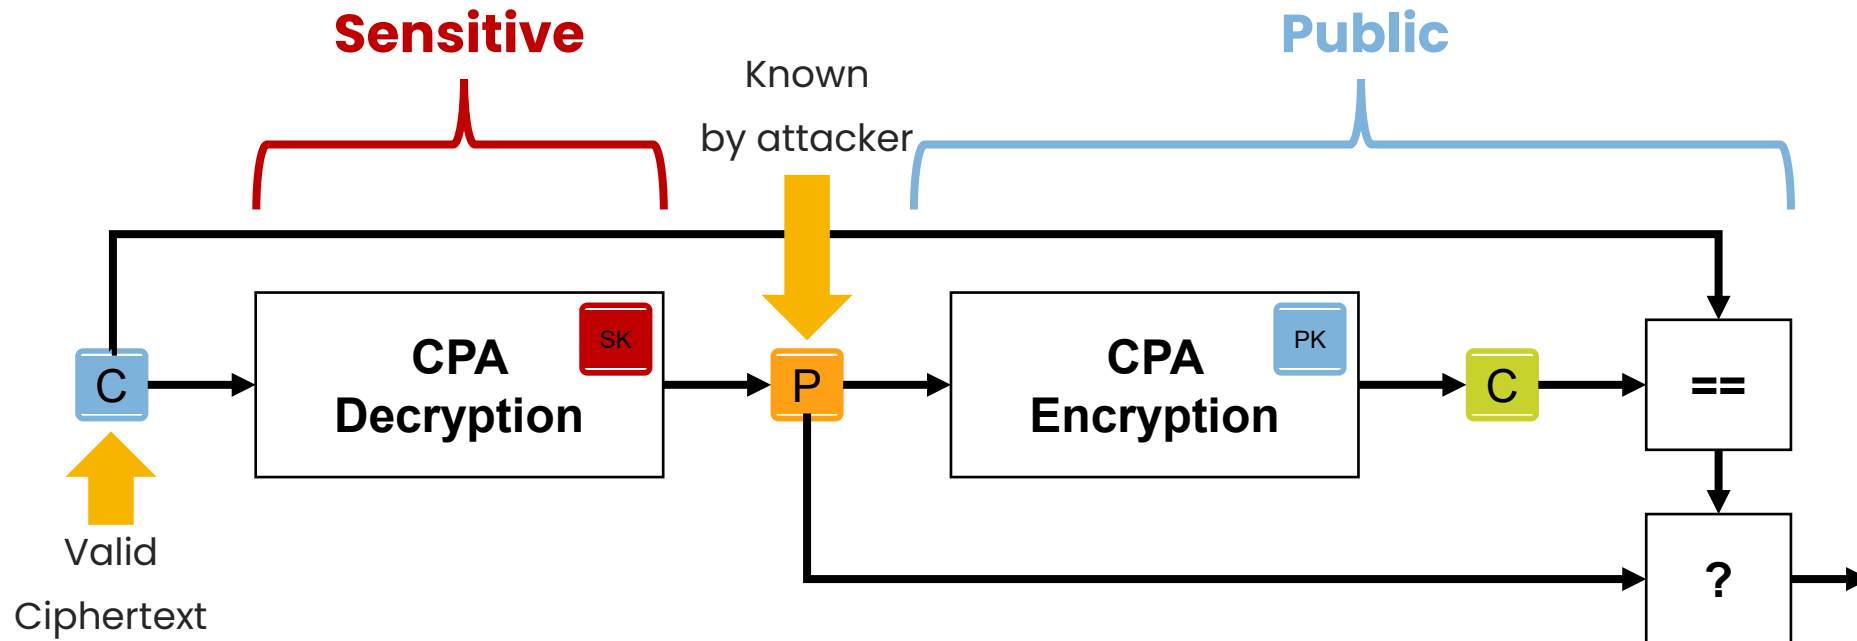 Sensitive
Public
Known
by attacker
SK
PK
C
CPA
Decryption
P
CPA
Encryption
C
==
Valid
Ciphertext
?